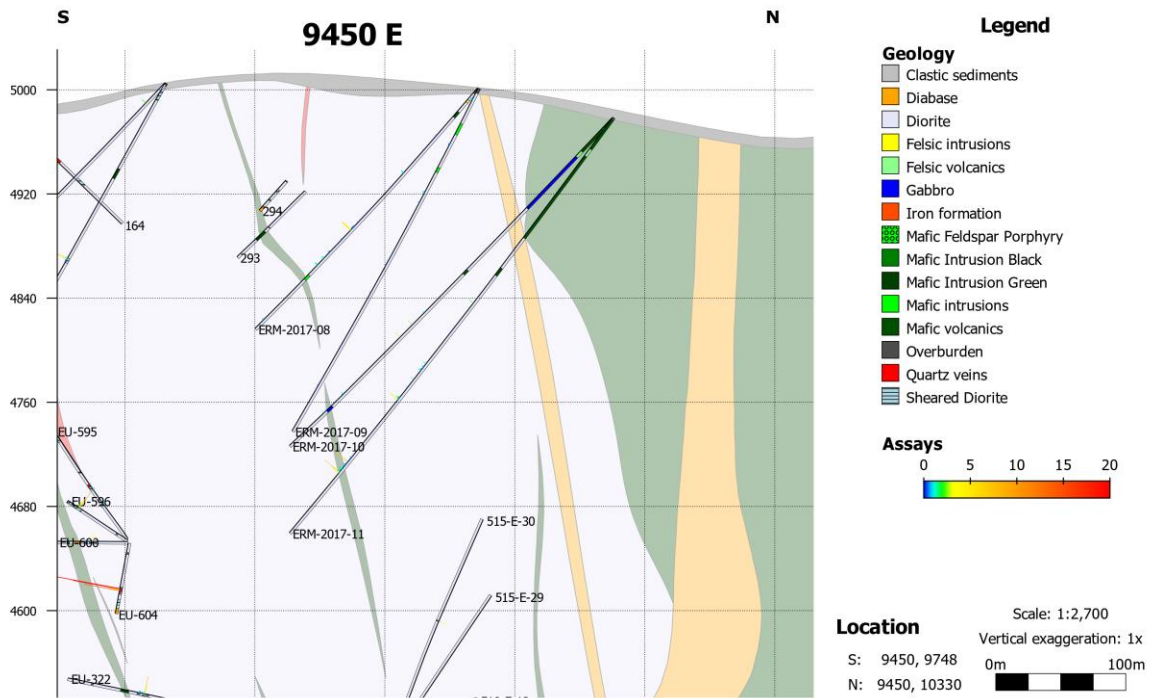 S
9450 E
N
5000
4920
4840
4760
4680
4600
164
294
293
ERM-2017-08
EU-595
ERM-2017-09
ERM-2017-10
EU-596
ERM-2017-11
515-E-30
EU-603
515-E-29
EU-604
EU-322
Legend
Geology
Clastic sediments
Diabase
Diorite
Felsic intrusions
Felsic volcanics
Gabbro
Iron formation
Mafic Feldspar Porphyry
Mafic Intrusion Black
Mafic Intrusion Green
Mafic intrusions
Mafic volcanics
Overburden
Quartz veins
Sheared Diorite
Assays
0 5 10 15 20
Location
S: 9450, 9748
N: 9450, 10330
Scale: 1:2,700
Vertical exaggeration: 1x
0m 100m